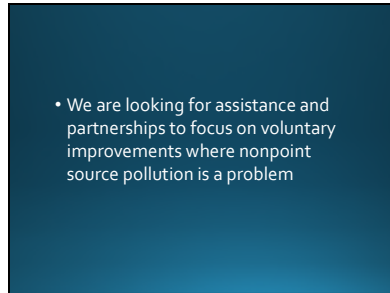 • We are looking for assistance and
partnerships to focus on voluntary
improvements where nonpoint
source pollution is a problem